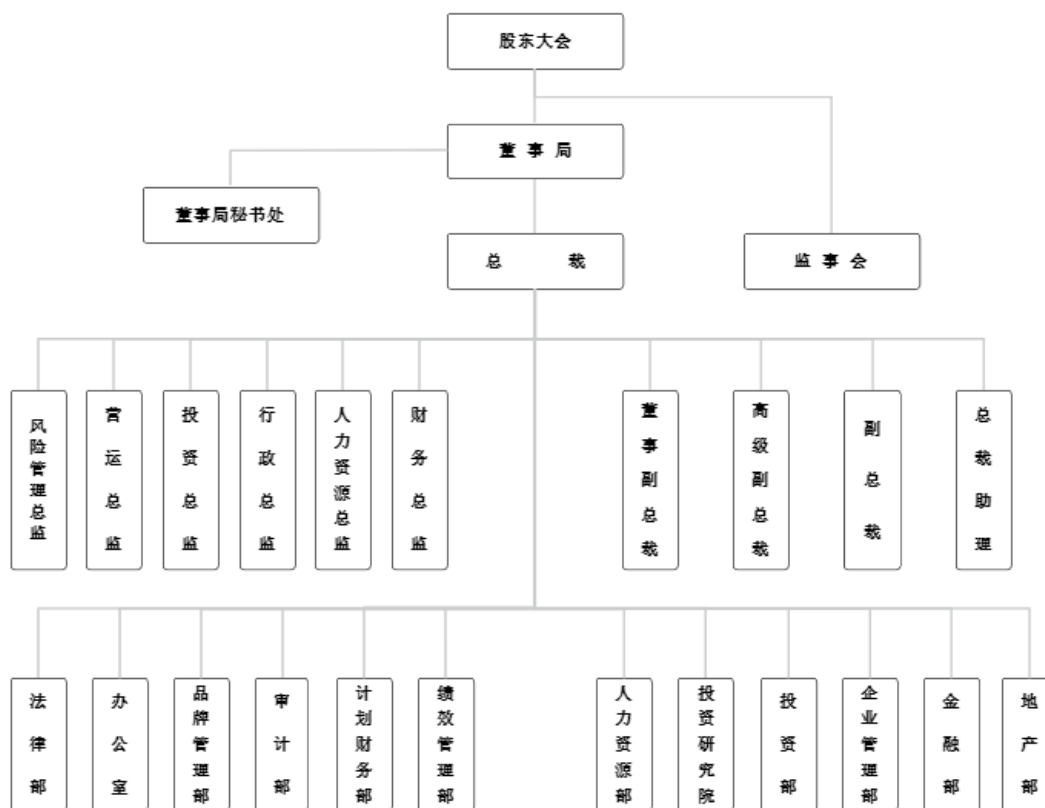 股东大会
董事局
董事局秘书处
总裁
监事会
风险管理总监
营运总监
投资总监
行政总监
人力资源总监
财务总监
董事副总裁
高级副总裁
副总裁
总裁助理
法律部
办公室
品牌管理部
审计部
计划财务部
绩效管理部
人力资源部
投资研究院
投资部
企业管理部
金融部
地产部